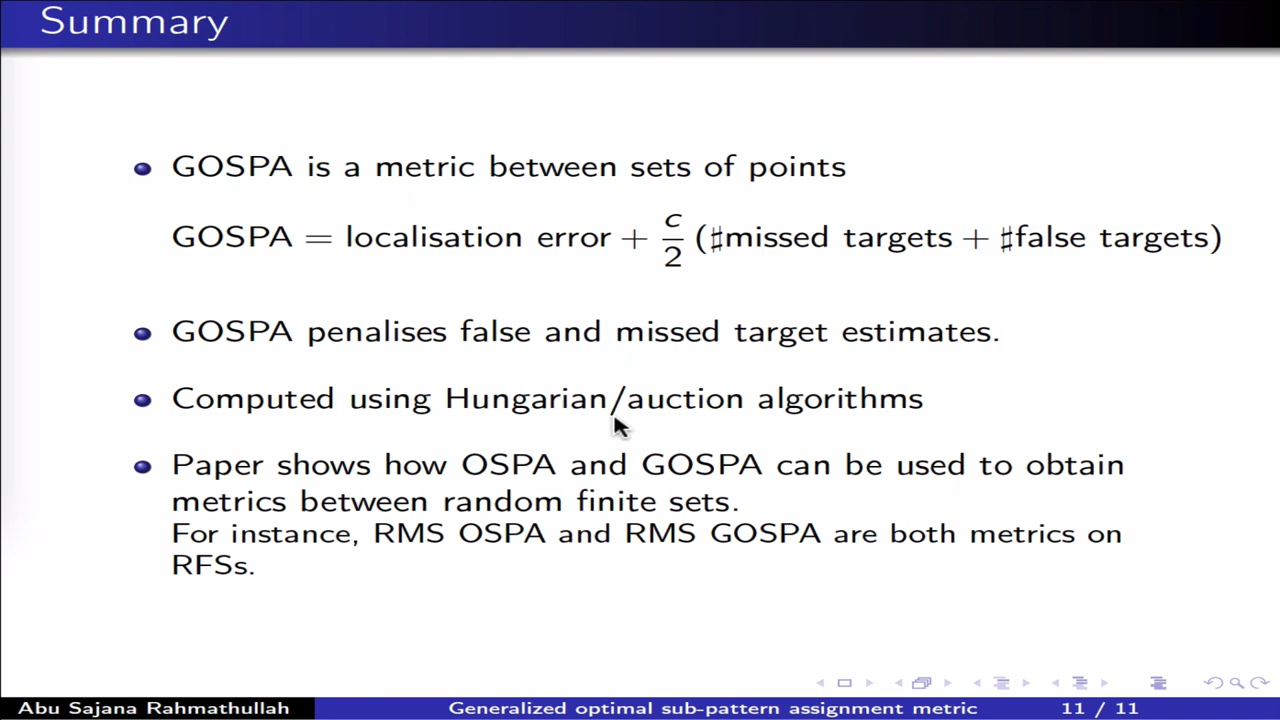 Summary
GOSPA is a metric between sets of points
GOSPA = localisation error + c/2 (♯missed targets + ♯false targets)
GOSPA penalises false and missed target estimates.
Computed using Hungarian/auction algorithms
Paper shows how OSPA and GOSPA can be used to obtain
metrics between random finite sets.
For instance, RMS OSPA and RMS GOSPA are both metrics on
RFSs.
Abu Sajana Rahmathullah Generalized optimal sub-pattern assignment metric 11 / 11